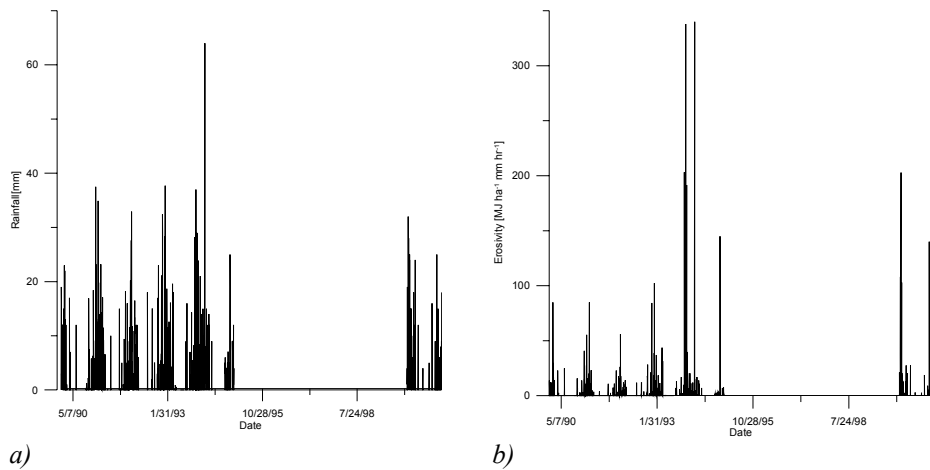 60
40
20
0
Rainfall[mm]
5/7/90 1/31/93 10/28/95 7/24/98
Date
a)
300
200
100
0
Erosivity [MJ ha⁻¹ mm hr⁻¹]
5/7/90 1/31/93 10/28/95 7/24/98
Date
b)